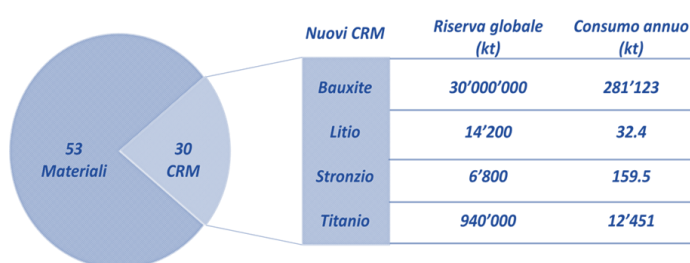 Nuovi CRM
Riserva globale
(kt)
Consumo annuo
(kt)
53
Materiali
30
CRM
Bauxite 30’000’000 281’123
Litio 14’200 32.4
Stronzio 6’800 159.5
Titanio 940’000 12’451